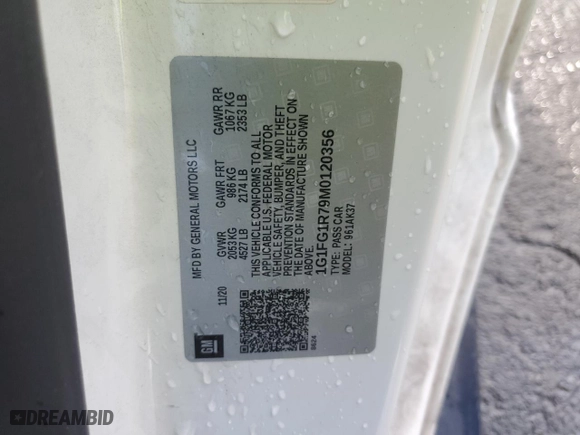 MFD BY GENERAL MOTORS LLC
11/20
GVWR
2053 KG
4527 LB
GAWR FRT
986 KG
2174 LB
GAWR RR
1067 KG
2353 LB
THIS VEHICLE CONFORMS TO ALL
APPLICABLE U.S. FEDERAL MOTOR
VEHICLE SAFETY, BUMPER, AND THEFT
PREVENTION STANDARDS IN EFFECT ON
THE DATE OF MANUFACTURE SHOWN
ABOVE.
1G1FG1R79M0120356
TYPE: PASS CAR
MODEL: 961AK37
GM
0624
DREAMBID